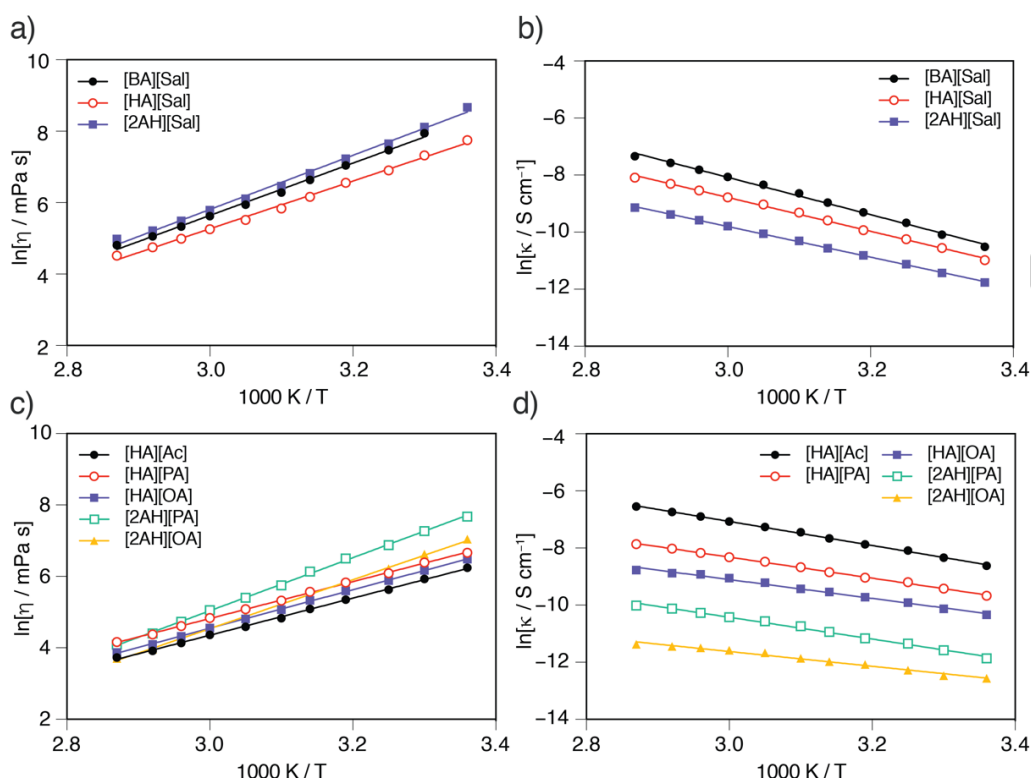 a)
10
8
6
4
2
ln[η / mPa s]
[BA][Sal]
[HA][Sal]
[2AH][Sal]
2.8 3.0 3.2 3.4
1000 K / T
b)
−4
−6
−8
−10
−12
−14
ln[κ / S cm⁻¹]
[BA][Sal]
[HA][Sal]
[2AH][Sal]
2.8 3.0 3.2 3.4
1000 K / T
c)
10
8
6
4
2
ln[η / mPa s]
[HA][Ac]
[HA][PA]
[HA][OA]
[2AH][PA]
[2AH][OA]
2.8 3.0 3.2 3.4
1000 K / T
d)
−4
−6
−8
−10
−12
−14
ln[κ / S cm⁻¹]
[HA][Ac] [HA][OA]
[HA][PA] [2AH][PA]
[2AH][OA]
2.8 3.0 3.2 3.4
1000 K / T